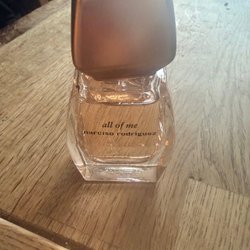 all of me
narciso rodriguez